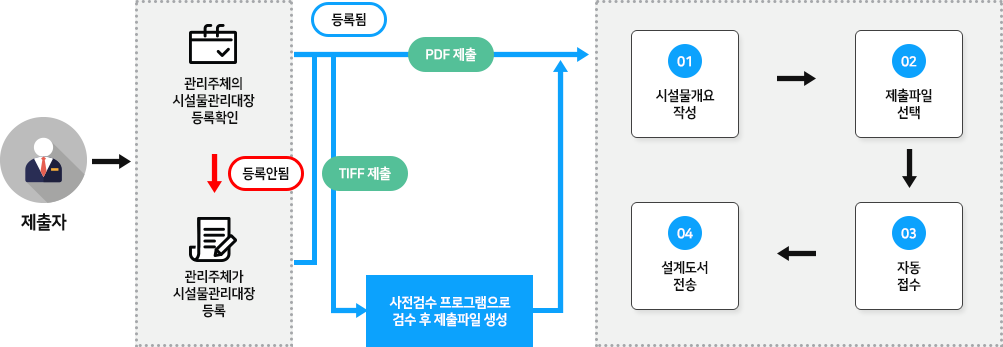 제출자
관리주체의
시설물관리대장
등록확인
등록됨
등록안됨
관리주체가
시설물관리대장
등록
PDF 제출
TIFF 제출
사전검수 프로그램으로
검수 후 제출파일 생성
01
시설물개요
작성
02
제출파일
선택
03
자동
접수
04
설계도서
전송